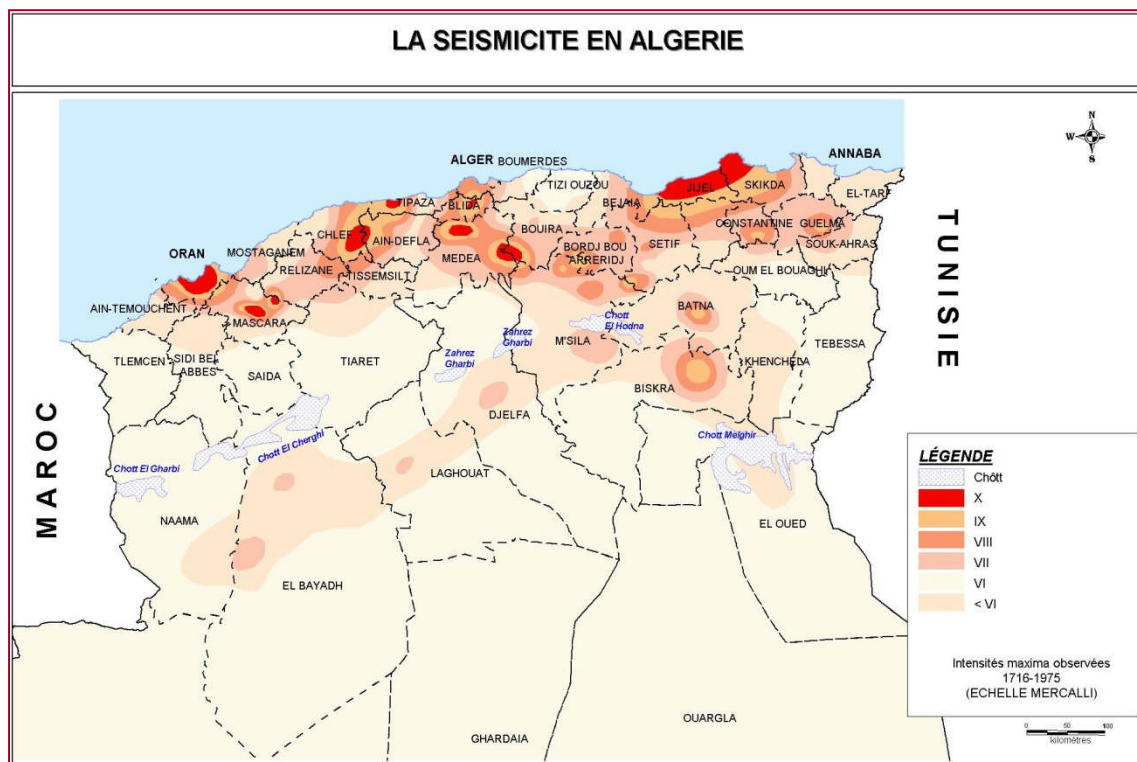 LA SEISMICITE EN ALGERIE
N
W
E
S
ALGER
BOUMERDES
ANNABA
TIZI OUZOU
JIJEL
SKIKDA
EL-TARF
TIPAZA
BLIDA
BEJAIA
CONSTANTINE
GUELMA
CHLEF
AIN-DEFLA
BOUIRA
BORDJ BOU
ARRERIDJ
SETIF
SOUK-AHRAS
ORAN
MOSTAGANEM
RELIZANE
TISSEMSILT
MEDEA
OUM EL BOUAGHI
AIN-TEMOUCHENT
MASCARA
Chott
El Hodna
BATNA
TLEMCEN
SIDI BEL
ABBES
SAIDA
TIARET
Zahrez
Gharbi
Zahrez
Gharbi
M'SILA
KHENCHELA
TEBESSA
BISKRA
DJELFA
Chott El Gharbi
Chott El Cherghi
LAGHOUAT
Chott Melghir
NAAMA
EL BAYADH
EL OUED
OUARGLA
GHARDAIA
MAROC
TUNISIE
LÉGENDE
Chôtt
X
IX
VIII
VII
VI
< VI
Intensités maxima observées
1716-1975
(ECHELLE MERCALLI)
0 50 100
kilomètres